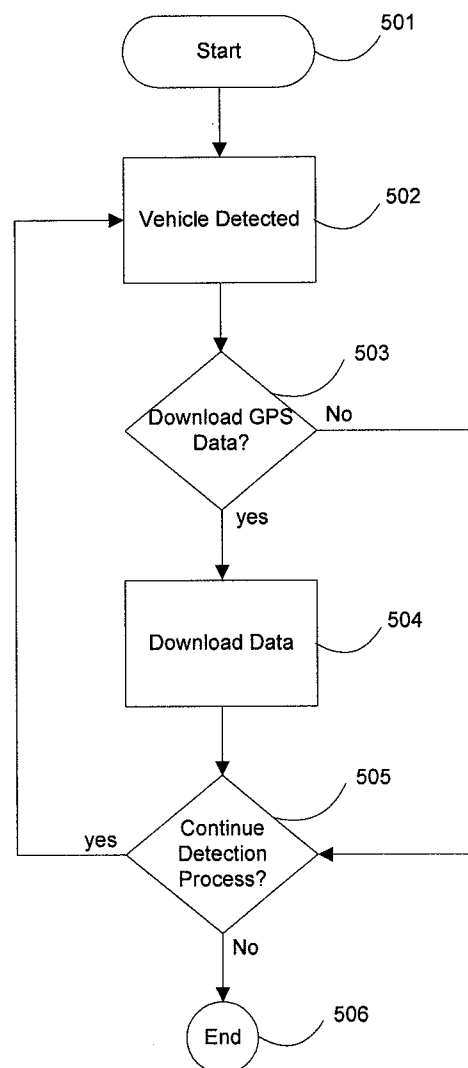 Start
501
Vehicle Detected
502
503
Download GPS
Data?
No
yes
Download Data
504
505
Continue
Detection
Process?
yes
No
End
506